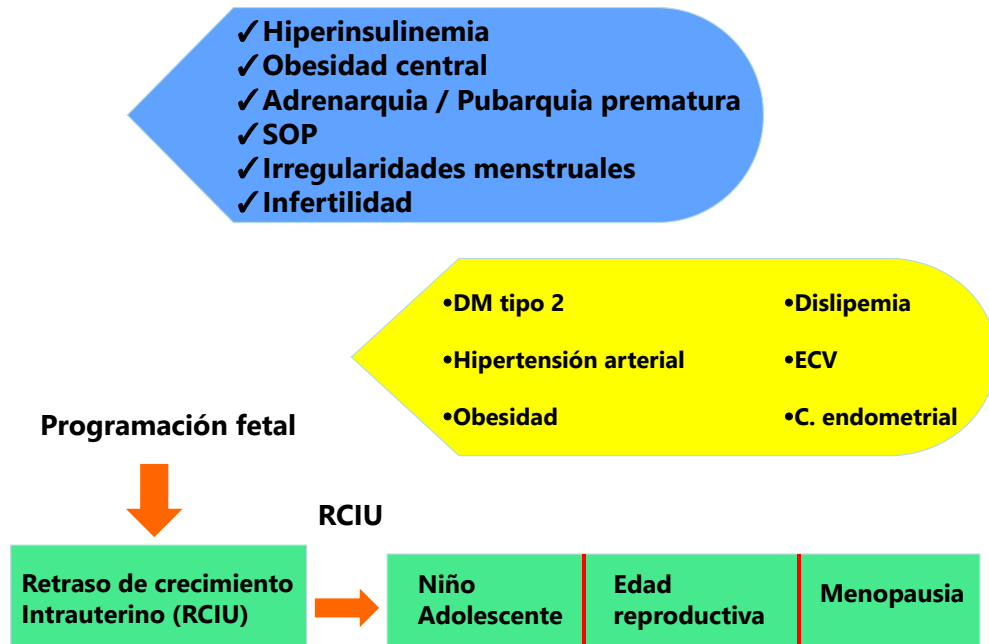 ✓Hiperinsulinemia
✓Obesidad central
✓Adrenarquia / Pubarquia prematura
✓SOP
✓Irregularidades menstruales
✓Infertilidad
•DM tipo 2
•Hipertensión arterial
•Obesidad
•Dislipemia
•ECV
•C. endometrial
Programación fetal
RCIU
Retraso de crecimiento
Intrauterino (RCIU)
Niño
Adolescente
Edad
reproductiva
Menopausia